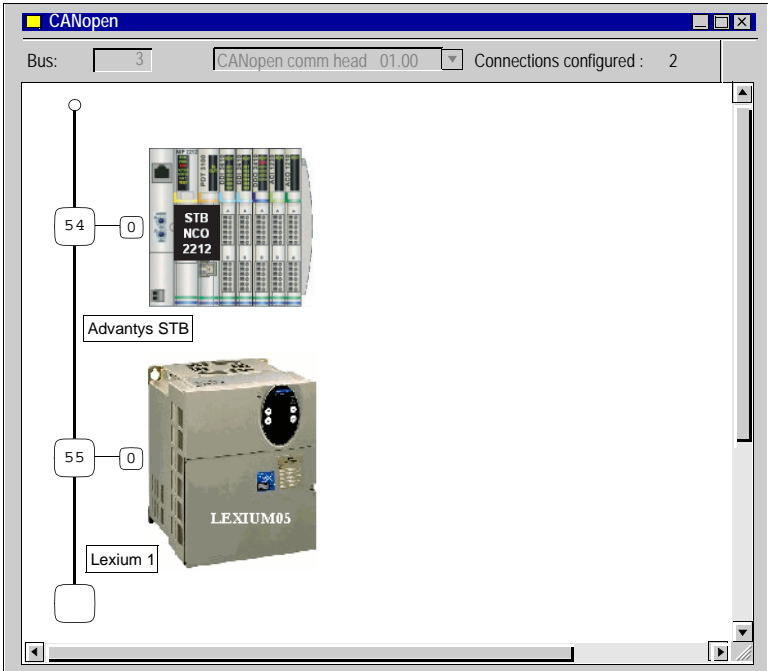 CANopen
Bus: 3 CANopen comm head 01.00 Connections configured : 2
54 0
STB
NCO
2212
Advantys STB
55 0
LEXIUM05
Lexium 1